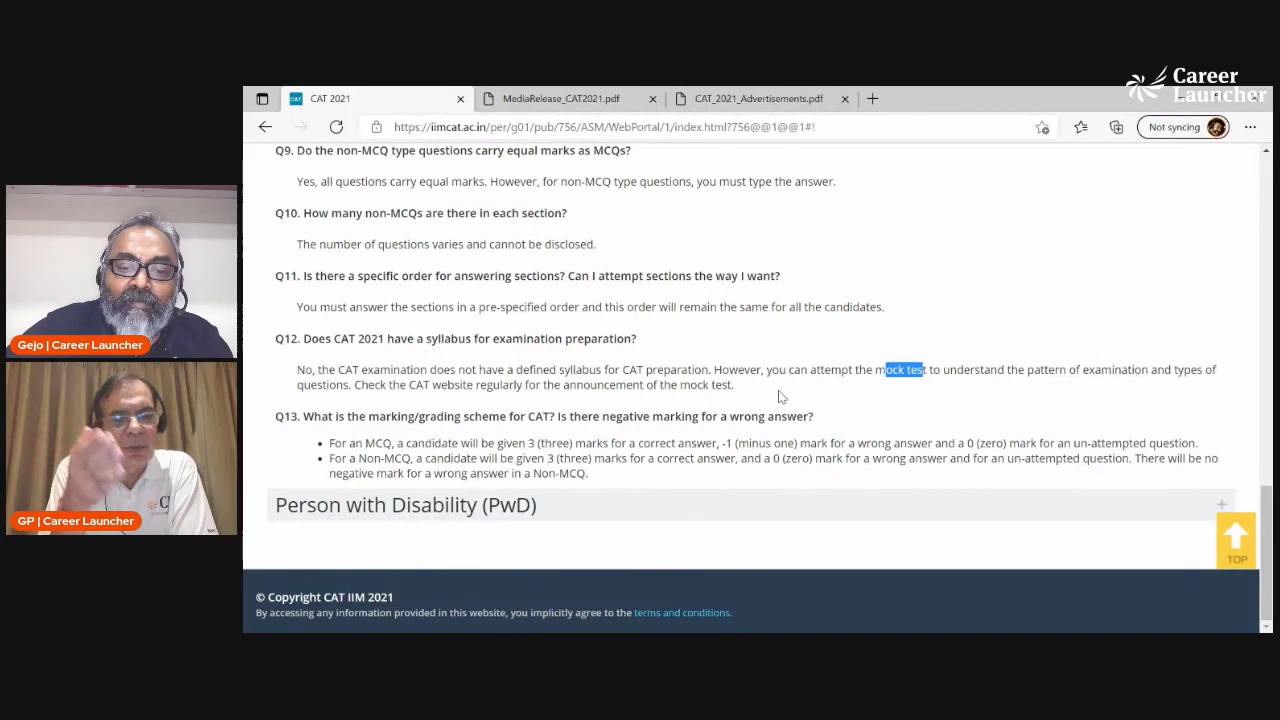 Career
Launcher
CAT CAT 2021
MediaRelease_CAT2021.pdf
CAT_2021_Advertisements.pdf
https://iimcat.ac.in/per/g01/pub/756/ASM/WebPortal/1/index.html?756@@1@@1#!
Not syncing
Q9. Do the non-MCQ type questions carry equal marks as MCQs?
Yes, all questions carry equal marks. However, for non-MCQ type questions, you must type the answer.
Q10. How many non-MCQs are there in each section?
The number of questions varies and cannot be disclosed.
Q11. Is there a specific order for answering sections? Can I attempt sections the way I want?
You must answer the sections in a pre-specified order and this order will remain the same for all the candidates.
Q12. Does CAT 2021 have a syllabus for examination preparation?
No, the CAT examination does not have a defined syllabus for CAT preparation. However, you can attempt the mock test to understand the pattern of examination and types of
questions. Check the CAT website regularly for the announcement of the mock test.
Q13. What is the marking/grading scheme for CAT? Is there negative marking for a wrong answer?
• For an MCQ, a candidate will be given 3 (three) marks for a correct answer, -1 (minus one) mark for a wrong answer and a 0 (zero) mark for an un-attempted question.
• For a Non-MCQ, a candidate will be given 3 (three) marks for a correct answer, and a 0 (zero) mark for a wrong answer and for an un-attempted question. There will be no
negative mark for a wrong answer in a Non-MCQ.
Person with Disability (PwD)
TOP
© Copyright CAT IIM 2021
By accessing any information provided in this website, you implicitly agree to the terms and conditions.
Gejo | Career Launcher
GP | Career Launcher